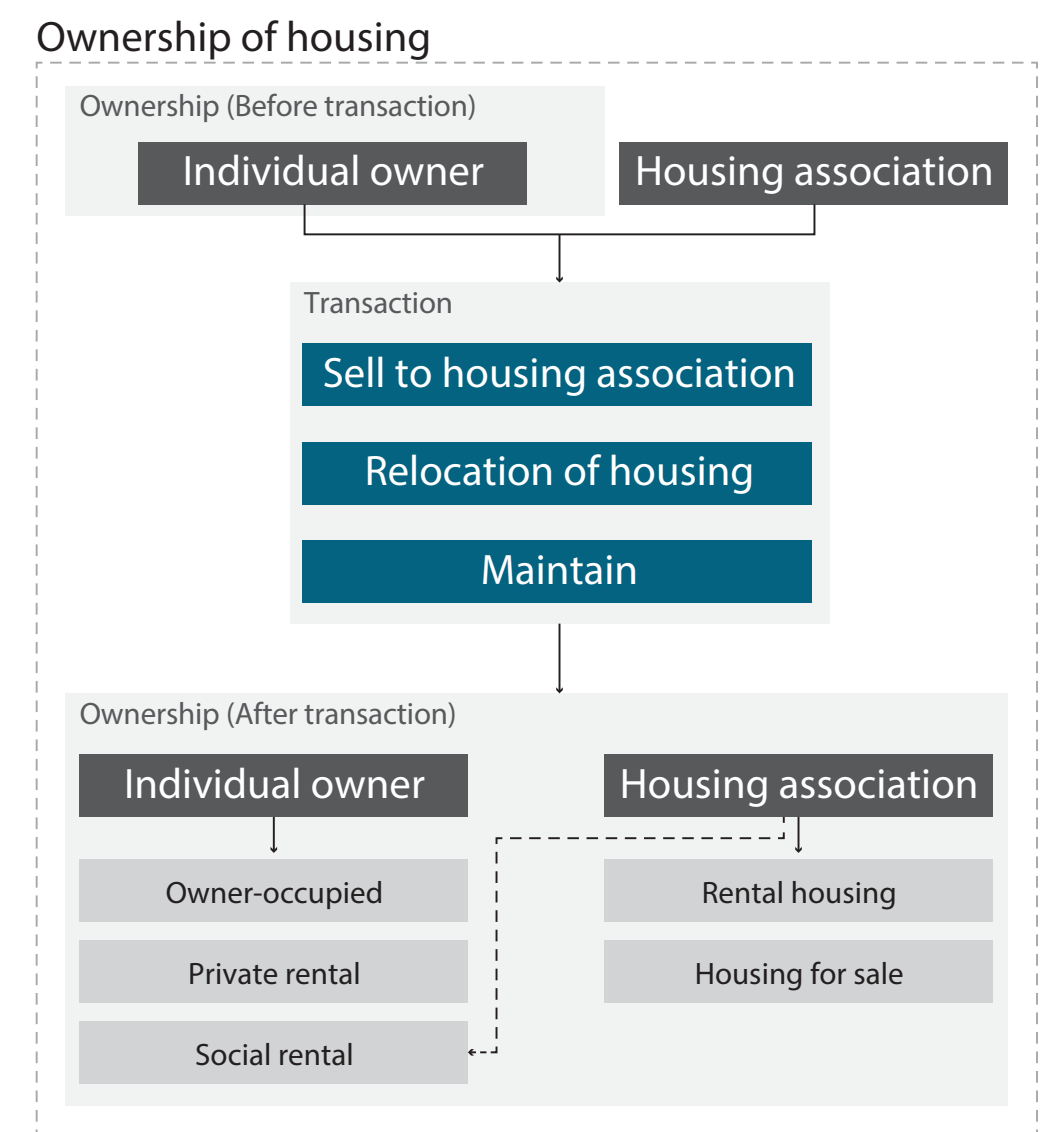 Ownership of housing
Ownership (Before transaction)
Individual owner
Housing association
Transaction
Sell to housing association
Relocation of housing
Maintain
Ownership (After transaction)
Individual owner
Housing association
Owner-occupied
Rental housing
Private rental
Housing for sale
Social rental